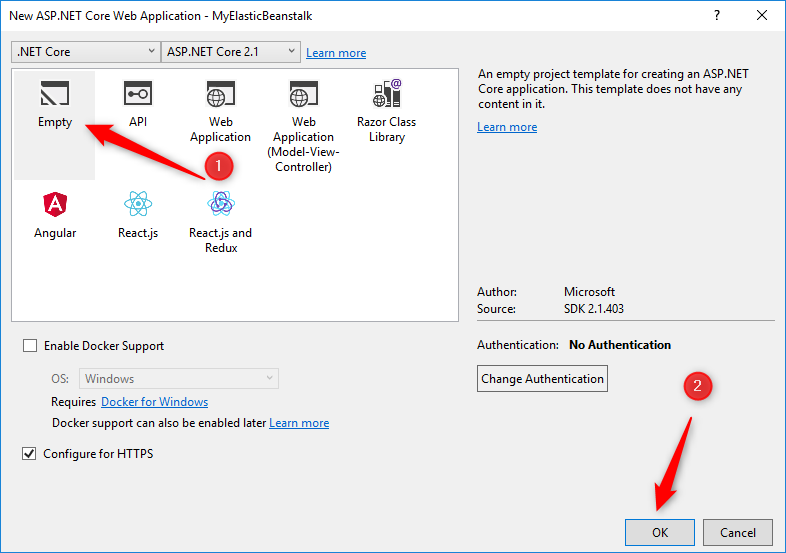 New ASP.NET Core Web Application - MyElasticBeanstalk
?
.NET Core
ASP.NET Core 2.1
Learn more
Empty
API
Web
Application
Web
Application
(Model-View-
Controller)
Razor Class
Library
1
Angular
React.js
React.js and
Redux
An empty project template for creating an ASP.NET
Core application. This template does not have any
content in it.
Learn more
Author: Microsoft
Source: SDK 2.1.403
Enable Docker Support
OS: Windows
Requires Docker for Windows
Docker support can also be enabled later Learn more
Configure for HTTPS
Authentication: No Authentication
Change Authentication
2
OK
Cancel